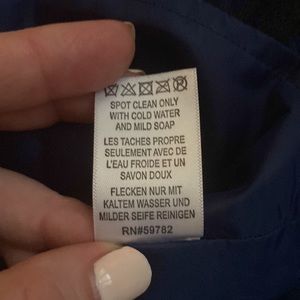 SPOT CLEAN ONLY
WITH COLD WATER
AND MILD SOAP
LES TACHES PROPRE
SEULEMENT AVEC DE
L'EAU FROIDE ET UN
SAVON DOUX
FLECKEN NUR MIT
KALTEM WASSER UND
MILDER SEIFE REINIGEN
RN#59782